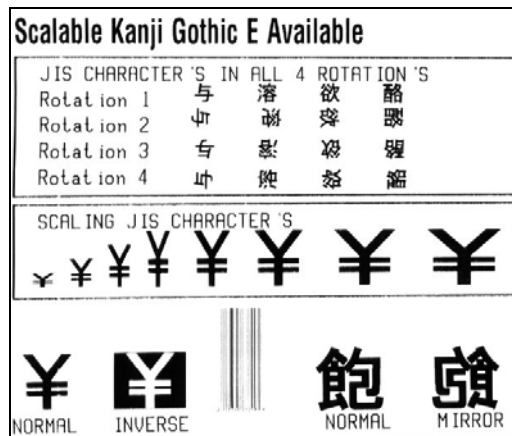 Scalable Kanji Gothic E Available
JIS CHARACTER'S IN ALL 4 ROTATION'S
Rotation 1 与 溶 欲 酪
Rotation 2
Rotation 3
Rotation 4
SCALING JIS CHARACTER'S
¥ ¥ ¥ ¥ ¥ ¥ ¥ ¥
¥ ¥ 飽
NORMAL INVERSE NORMAL MIRROR